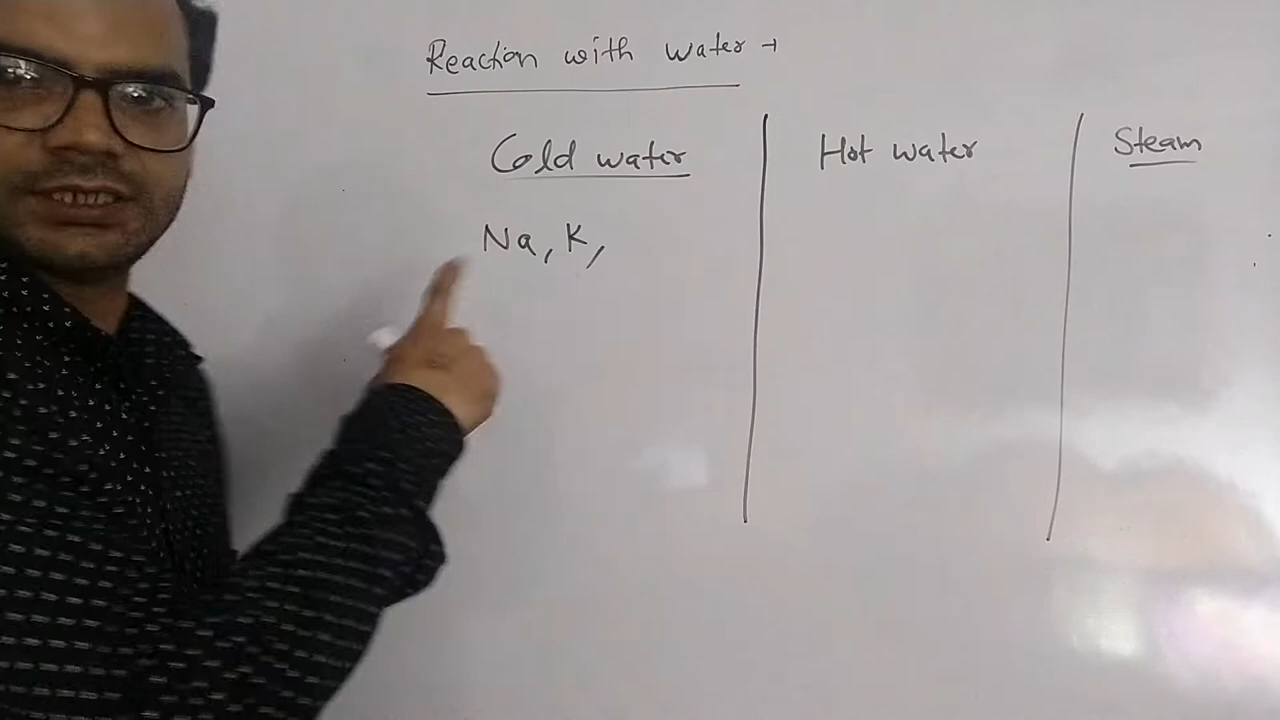 Reaction with water →
Cold water
Hot water
Steam
Na, K,